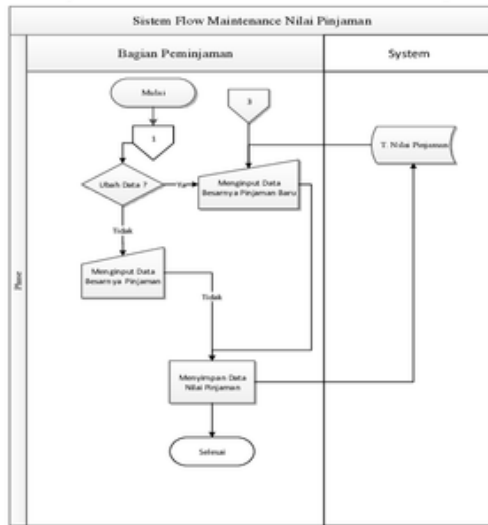 Sistem Flow Maintenance Nilai Pinjaman
Bagian Peminjaman
System
Phase
Mulai
3
1
T. Nilai Pinjaman
Ubah Data ?
Ya
Menginput Data
Besarnya Pinjaman Baru
Tidak
Menginput Data
Besarnya Pinjaman
Tidak
Menyimpan Data
Nilai Pinjaman
Selesai